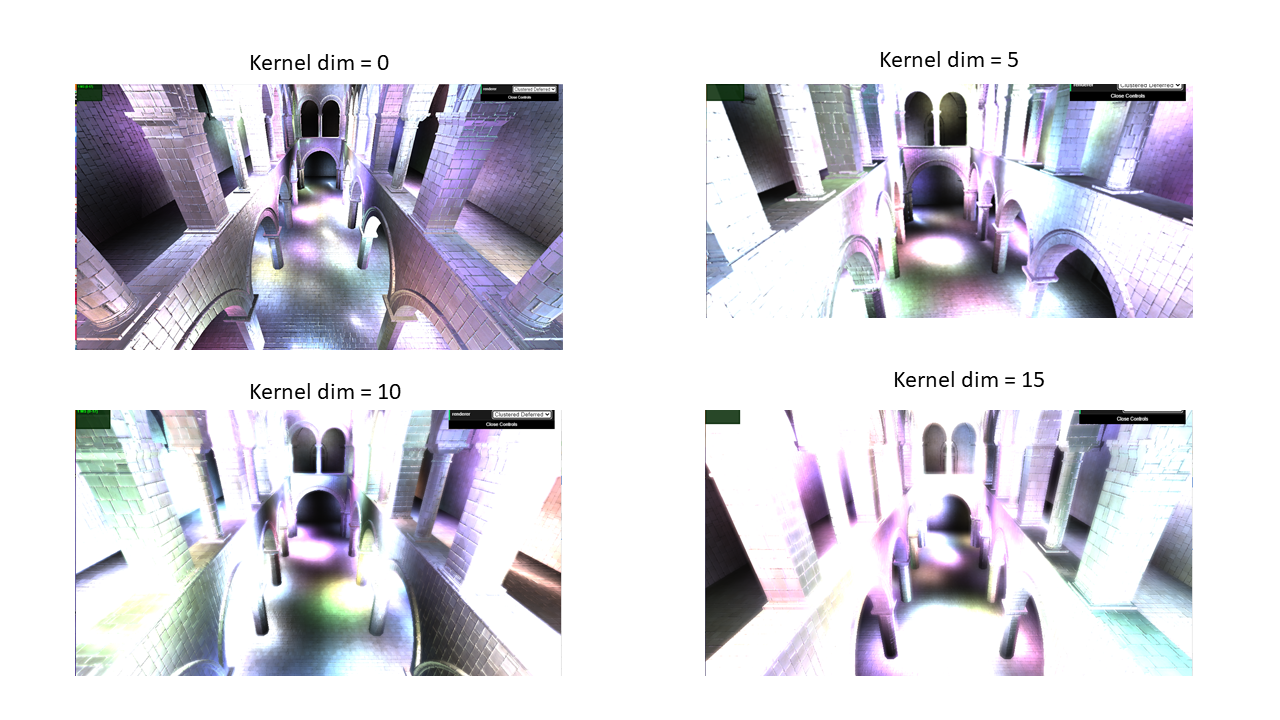 Kernel dim = 0
Kernel dim = 5
renderer Clustered Deferred
Close Controls
Clustered Deferred
Close Controls
Kernel dim = 10
Kernel dim = 15
renderer Clustered Deferred
Close Controls
Close Controls